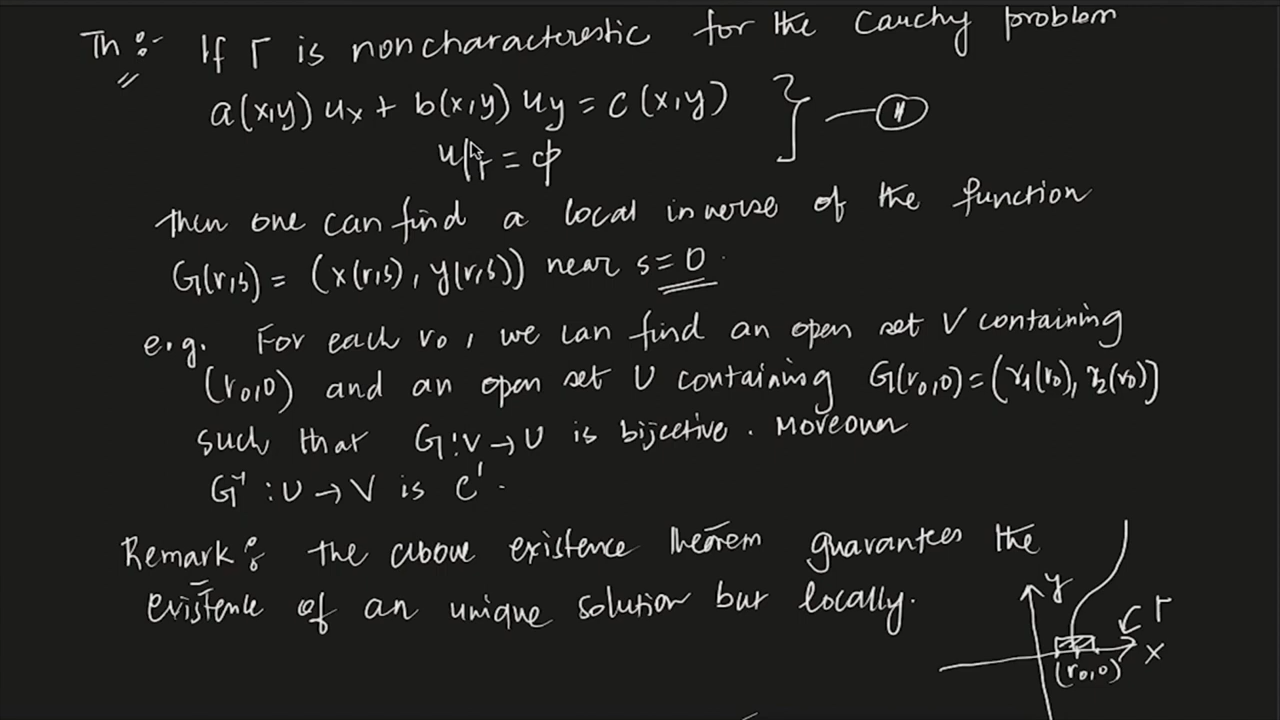 Th :- If Γ is noncharacterestic for the Cauchy problem
a(x,y) ux + b(x,y) uy = c(x,y)
u|Γ = φ
then one can find a local inverse of the function
G(r,s) = (x(r,s), y(r,s)) near s = 0.
e.g. For each r0, we can find an open set V containing
(r0,0) and an open set U containing G(r0,0) = (γ1(r0), γ2(r0))
such that G : V → U is bijective. Moreover
G⁻¹ : U → V is C¹.
Remark : the above existence theorem guarantees the
existence of an unique solution but locally.
y
Γ
x
(r0,0)